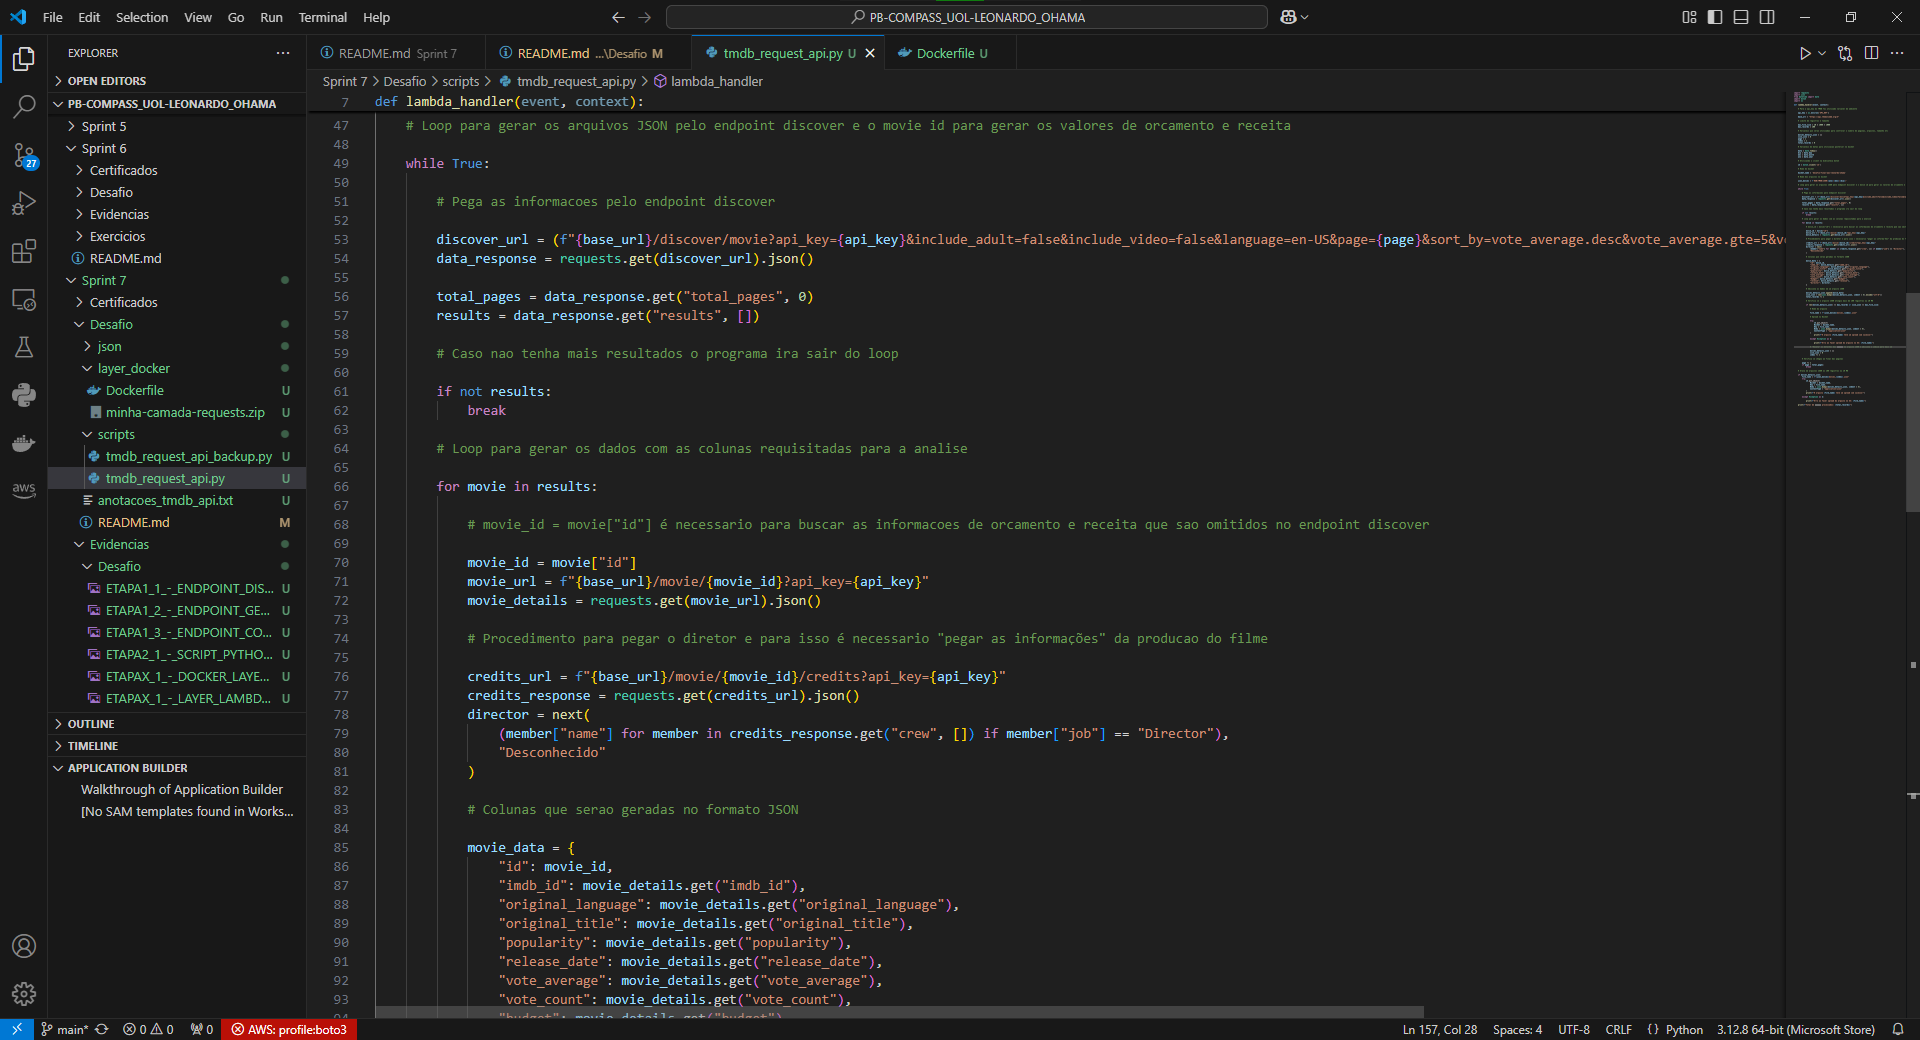 File Edit Selection View Go Run Terminal Help
PB-COMPASS_UOL-LEONARDO_OHAMA
EXPLORER
OPEN EDITORS
PB-COMPASS_UOL-LEONARDO_OHAMA
Sprint 5
Sprint 6
Certificados
Desafio
Evidencias
Exercicios
README.md
Sprint 7
Certificados
Desafio
json
layer_docker
Dockerfile U
minha-camada-requests.zip U
scripts
tmdb_request_api_backup.py U
tmdb_request_api.py U
anotacoes_tmdb_api.txt U
README.md M
Evidencias
Desafio
ETAPA1_1_-_ENDPOINT_DIS... U
ETAPA1_2_-_ENDPOINT_GE... U
ETAPA1_3_-_ENDPOINT_CO... U
ETAPA2_1_-_SCRIPT_PYTHO... U
ETAPAX_1_-_DOCKER_LAYE... U
ETAPAX_1_-_LAYER_LAMBD... U
OUTLINE
TIMELINE
APPLICATION BUILDER
Walkthrough of Application Builder
[No SAM templates found in Works...
27
aws
README.md Sprint 7
README.md ...\Desafio M
tmdb_request_api.py U
Dockerfile U
Sprint 7 > Desafio > scripts > tmdb_request_api.py > lambda_handler
7 def lambda_handler(event, context):
47 # Loop para gerar os arquivos JSON pelo endpoint discover e o movie id para gerar os valores de orcamento e receita
48
49 while True:
50
51 # Pega as informacoes pelo endpoint discover
52
53 discover_url = (f"{base_url}/discover/movie?api_key={api_key}&include_adult=false&include_video=false&language=en-US&page={page}&sort_by=vote_average.desc&vote_average.gte=5&v
54 data_response = requests.get(discover_url).json()
55
56 total_pages = data_response.get("total_pages", 0)
57 results = data_response.get("results", [])
58
59 # Caso nao tenha mais resultados o programa ira sair do loop
60
61 if not results:
62 break
63
64 # Loop para gerar os dados com as colunas requisitadas para a analise
65
66 for movie in results:
67
68 # movie_id = movie["id"] é necessario para buscar as informacoes de orcamento e receita que sao omitidos no endpoint discover
69
70 movie_id = movie["id"]
71 movie_url = f"{base_url}/movie/{movie_id}?api_key={api_key}"
72 movie_details = requests.get(movie_url).json()
73
74 # Procedimento para pegar o diretor e para isso é necessario "pegar as informações" da producao do filme
75
76 credits_url = f"{base_url}/movie/{movie_id}/credits?api_key={api_key}"
77 credits_response = requests.get(credits_url).json()
78 director = next(
79 (member["name"] for member in credits_response.get("crew", []) if member["job"] == "Director"),
80 "Desconhecido"
81 )
82
83 # Colunas que serao geradas no formato JSON
84
85 movie_data = {
86 "id": movie_id,
87 "imdb_id": movie_details.get("imdb_id"),
88 "original_language": movie_details.get("original_language"),
89 "original_title": movie_details.get("original_title"),
90 "popularity": movie_details.get("popularity"),
91 "release_date": movie_details.get("release_date"),
92 "vote_average": movie_details.get("vote_average"),
93 "vote_count": movie_details.get("vote_count"),
94 "budget": movie_details.get("budget")
main* 0 0 0 AWS: profile:boto3
Ln 157, Col 28 Spaces: 4 UTF-8 CRLF {} Python 3.12.8 64-bit (Microsoft Store)